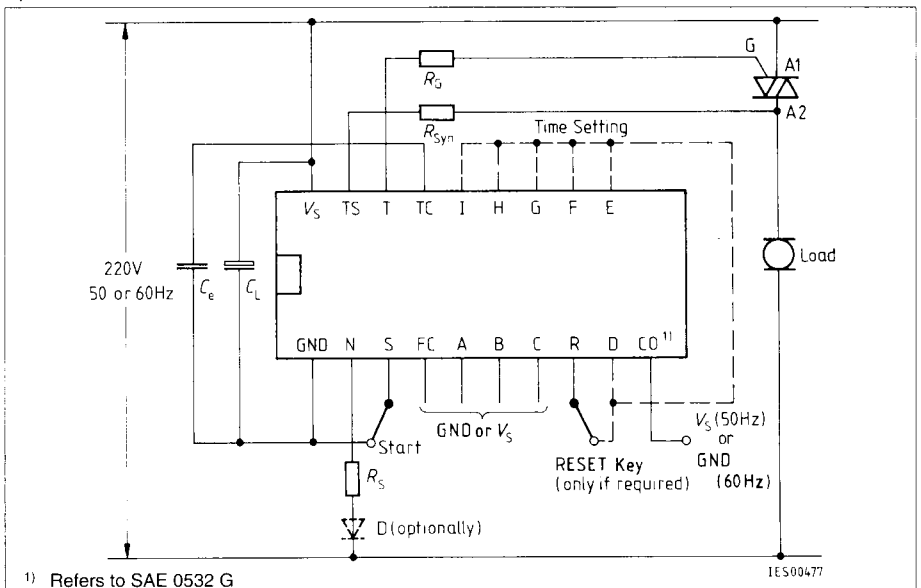 G
A1
R_G
A2
R_Syn
Time Setting
V_S TS T TC I H G F E
220V
50 or 60Hz
C_e
C_L
Load
GND N S FC A B C R D CO 1)
GND or V_S
Start
V_S (50Hz)
or
GND
(60Hz)
RESET Key
(only if required)
R_S
D(optionally)
1) Refers to SAE 0532 G
IES00477